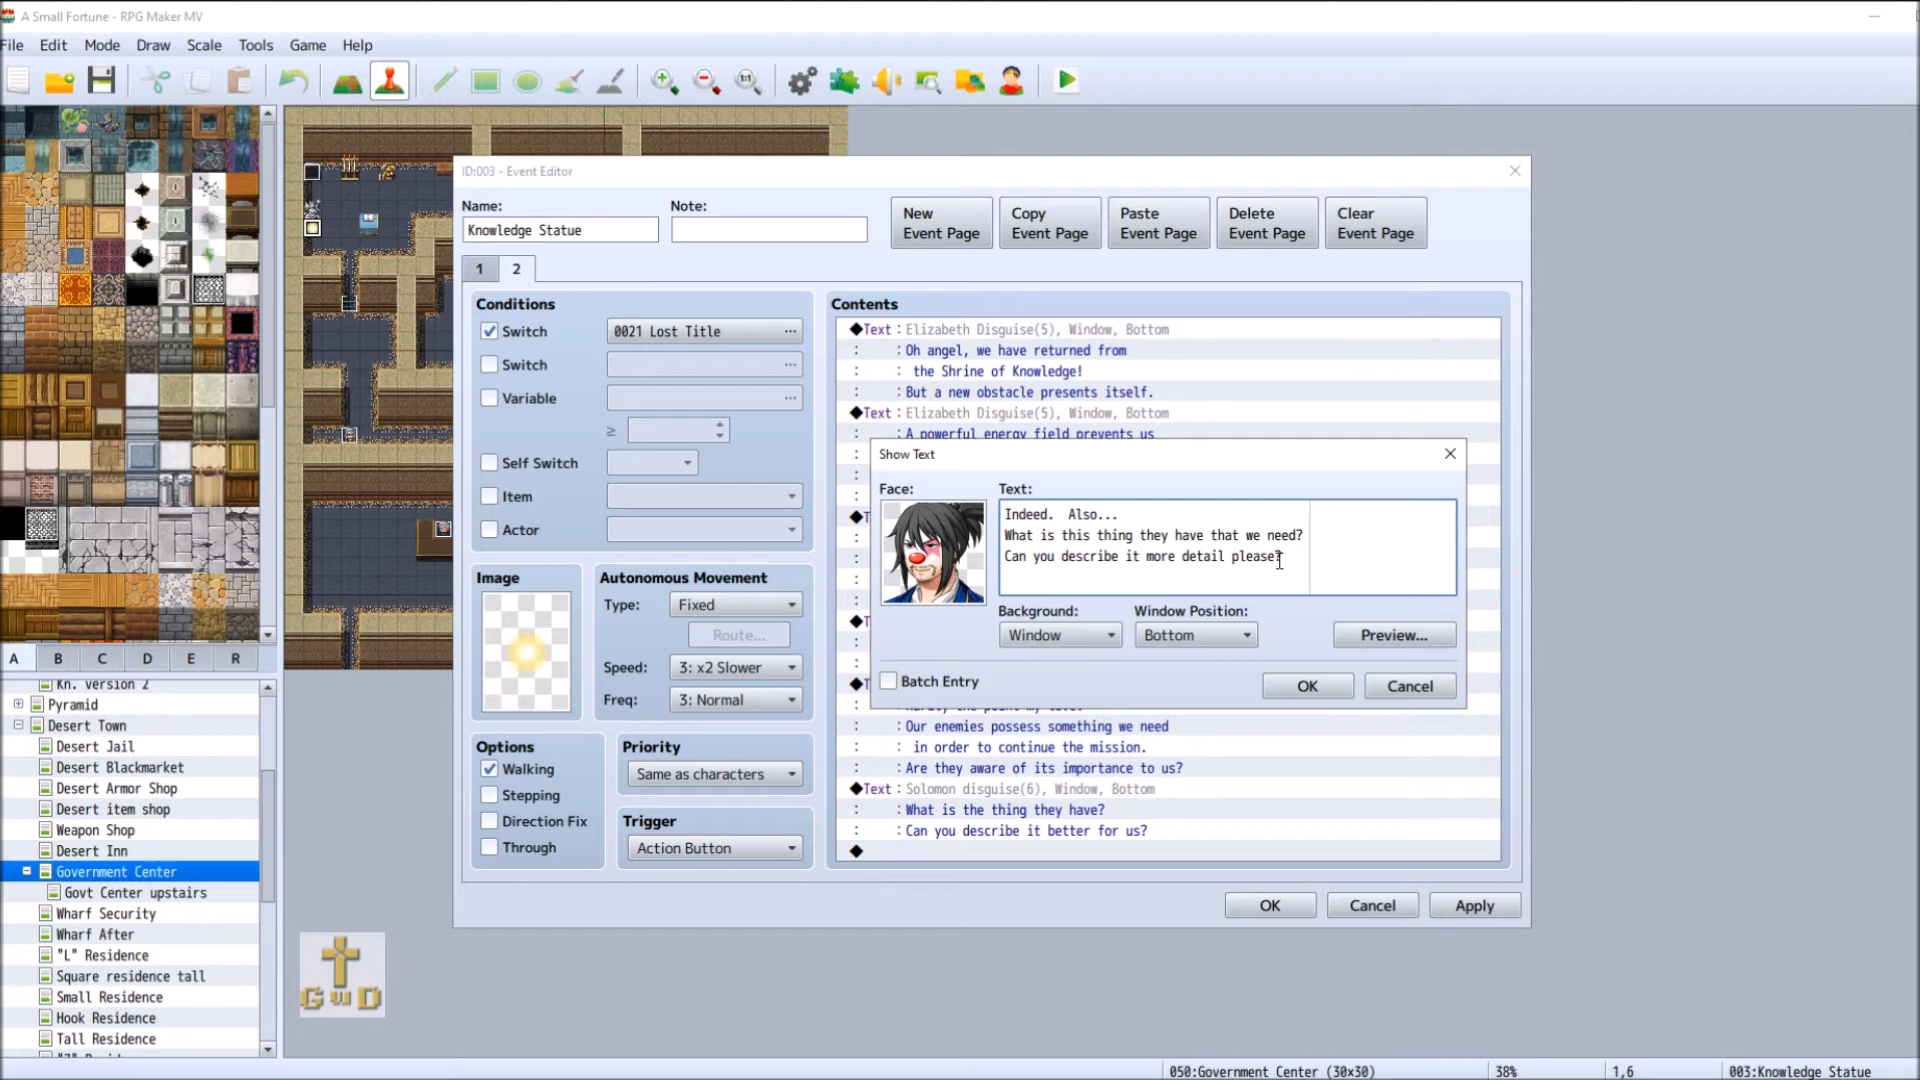 A Small Fortune - RPG Maker MV
File Edit Mode Draw Scale Tools Game Help
1:1
ID:003 - Event Editor
Name:
Note:
Knowledge Statue
New Event Page
Copy Event Page
Paste Event Page
Delete Event Page
Clear Event Page
1 2
Conditions
Switch 0021 Lost Title ...
Switch ...
Variable ...
≥
Self Switch
Item
Actor
Image
Autonomous Movement
Type: Fixed
Route...
Speed: 3: x2 Slower
Freq: 3: Normal
Options
Walking
Stepping
Direction Fix
Through
Priority
Same as characters
Trigger
Action Button
Contents
◆Text : Elizabeth Disguise(5), Window, Bottom
: : Oh angel, we have returned from
: : the Shrine of Knowledge!
: : But a new obstacle presents itself.
◆Text : Elizabeth Disguise(5), Window, Bottom
: : A powerful energy field prevents us
Show Text
Face:
Text:
Indeed.  Also...
What is this thing they have that we need?
Can you describe it more detail please?
Background:
Window
Window Position:
Bottom
Preview...
Batch Entry
OK
Cancel
: : Our enemies possess something we need
: : in order to continue the mission.
: : Are they aware of its importance to us?
◆Text : Solomon disguise(6), Window, Bottom
: : What is the thing they have?
: : Can you describe it better for us?
◆
OK
Cancel
Apply
A B C D E R
Kn. version 2
Pyramid
Desert Town
Desert Jail
Desert Blackmarket
Desert Armor Shop
Desert item shop
Weapon Shop
Desert Inn
Government Center
Govt Center upstairs
Wharf Security
Wharf After
"L" Residence
Square residence tall
Small Residence
Hook Residence
Tall Residence
GwD
050:Government Center (30x30)
38%
1,6
003:Knowledge Statue